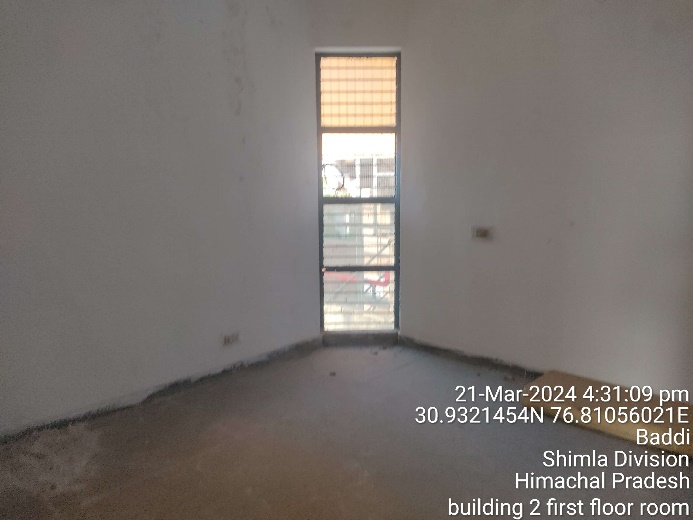 21-Mar-2024 4:31:09 pm
30.9321454N 76.81056021E
Baddi
Shimla Division
Himachal Pradesh
building 2 first floor room